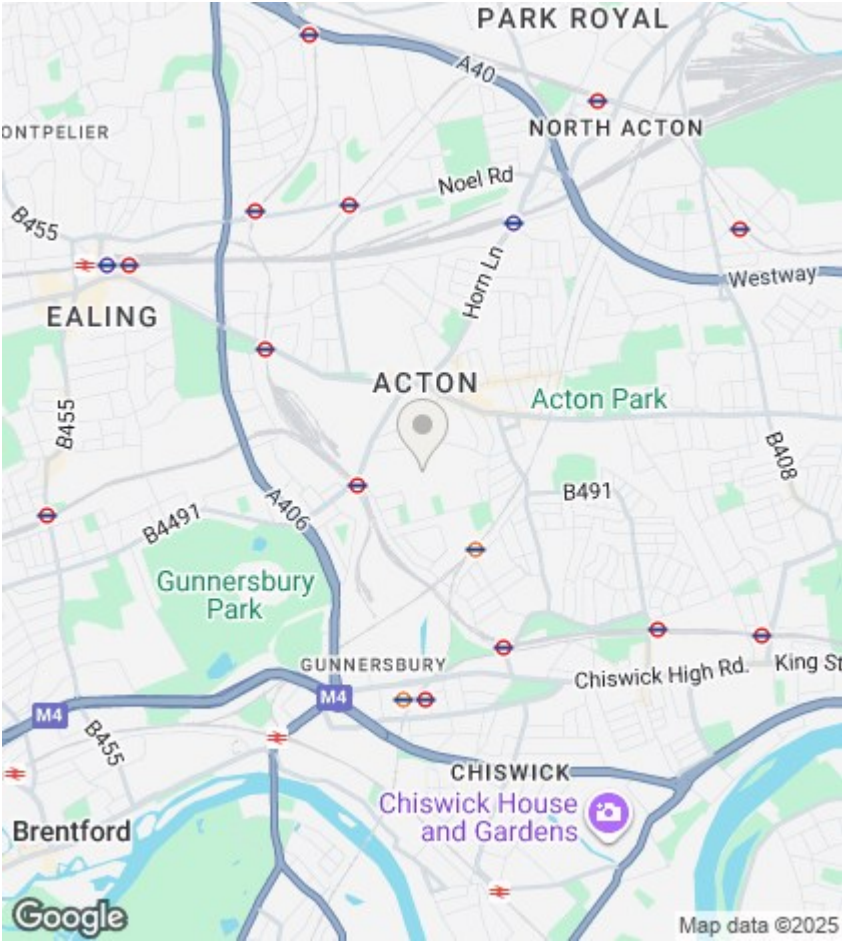 PARK ROYAL
A40
NORTH ACTON
ONTPELIER
Noel Rd
B455
Horn Ln
Westway
EALING
ACTON
Acton Park
B455
B408
A406
B491
B4491
Gunnersbury
Park
GUNNERSBURY
Chiswick High Rd.
King St
M4
M4
B455
CHISWICK
Chiswick House
and Gardens
Brentford
Google
Map data ©2025